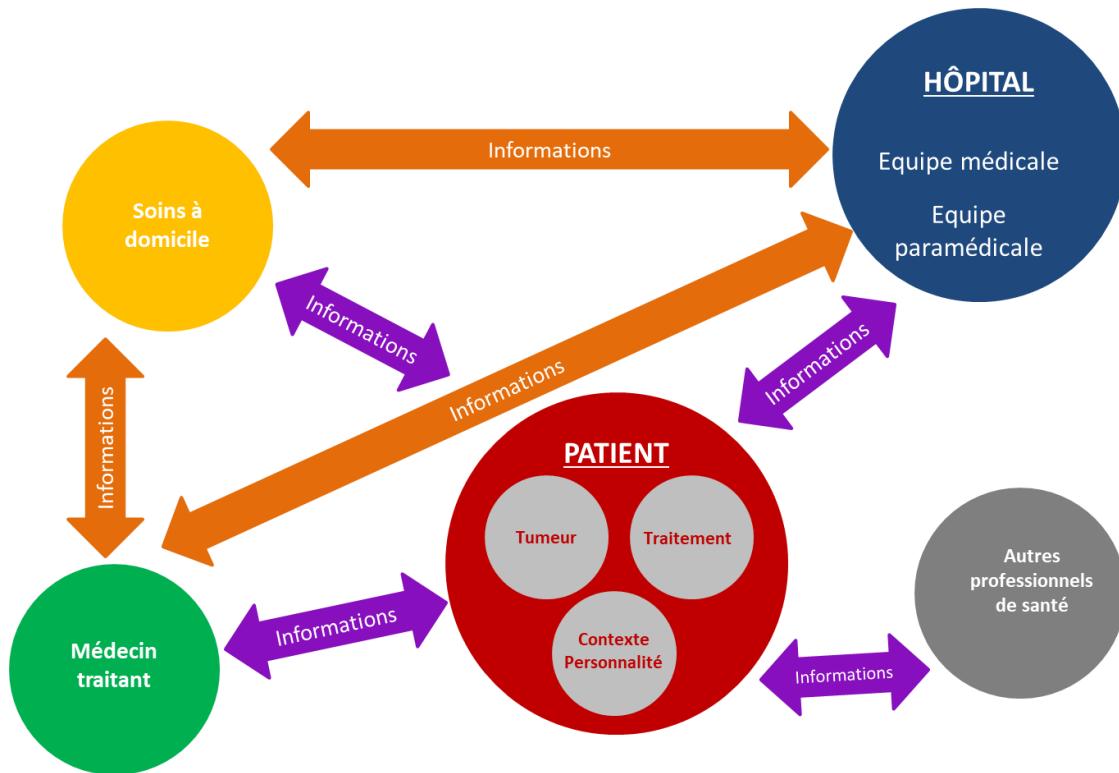 HÔPITAL
Equipe médicale
Equipe
paramédicale
Informations
Soins à
domicile
Informations
Informations
Informations
Informations
PATIENT
Tumeur
Traitement
Contexte
Personnalité
Autres
professionnels
de santé
Médecin
traitant
Informations
Informations